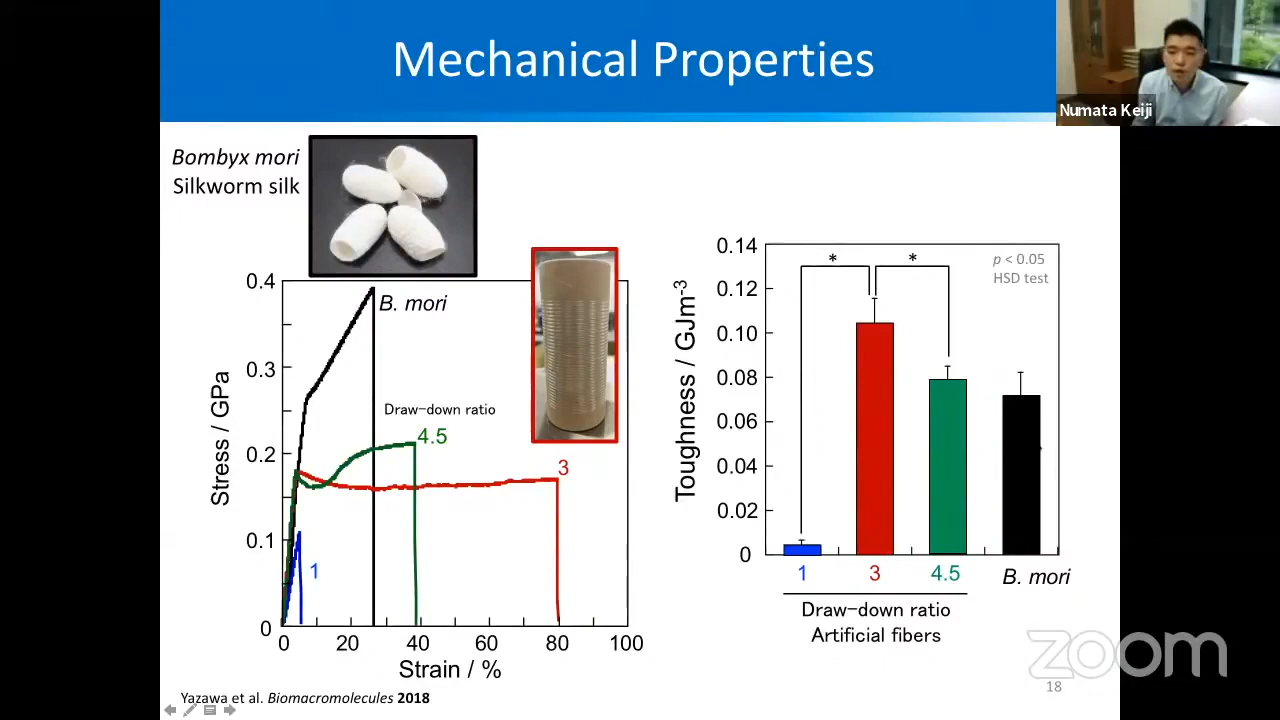 Mechanical Properties
Numata Keiji
Bombyx mori
Silkworm silk
0.4
0.3
0.2
0.1
0
Stress / GPa
B. mori
Draw-down ratio
4.5
3
1
0 20 40 60 80 100
Strain / %
0.14
0.12
0.10
0.08
0.06
0.04
0.02
0
Toughness / GJm-3
* *
p < 0.05
HSD test
1 3 4.5 B. mori
Draw-down ratio
Artificial fibers
zoom
18
Yazawa et al. Biomacromolecules 2018